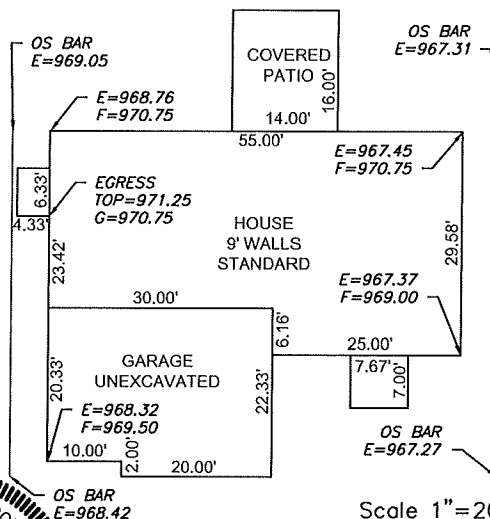 OS BAR
E=969.05
OS BAR
E=967.31
COVERED
PATIO
16.00'
14.00'
E=968.76
F=970.75
55.00'
E=967.45
F=970.75
6.33'
4.33'
EGRESS
TOP=971.25
G=970.75
HOUSE
9' WALLS
STANDARD
29.58'
23.42'
E=967.37
F=969.00
30.00'
6.16'
25.00'
7.67'
7.00'
GARAGE
UNEXCAVATED
20.33'
22.33'
E=968.32
F=969.50
10.00'
2.00'
20.00'
OS BAR
E=967.27
OS BAR
E=968.42
Scale 1"=20